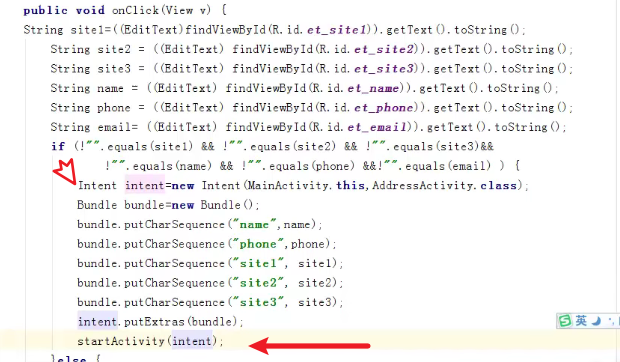 public void onClick(View v) {
String site1=((EditText)findViewById(R.id.et_site1)).getText().toString();
String site2 = ((EditText) findViewById(R.id.et_site2)).getText().toString();
String site3 = ((EditText) findViewById(R.id.et_site3)).getText().toString();
String name = ((EditText) findViewById(R.id.et_name)).getText().toString();
String phone = ((EditText) findViewById(R.id.et_phone)).getText().toString();
String email= ((EditText) findViewById(R.id.et_email)).getText().toString();
if (!"".equals(site1) && !"".equals(site2) && !"".equals(site3)&&
!"".equals(name) && !"".equals(phone) &&!"".equals(email) ) {
Intent intent=new Intent(MainActivity.this,AddressActivity.class);
Bundle bundle=new Bundle();
bundle.putCharSequence("name",name);
bundle.putCharSequence("phone",phone);
bundle.putCharSequence("site1", site1);
bundle.putCharSequence("site2", site2);
bundle.putCharSequence("site3", site3);
intent.putExtras(bundle);
S 英
startActivity(intent);
}else {